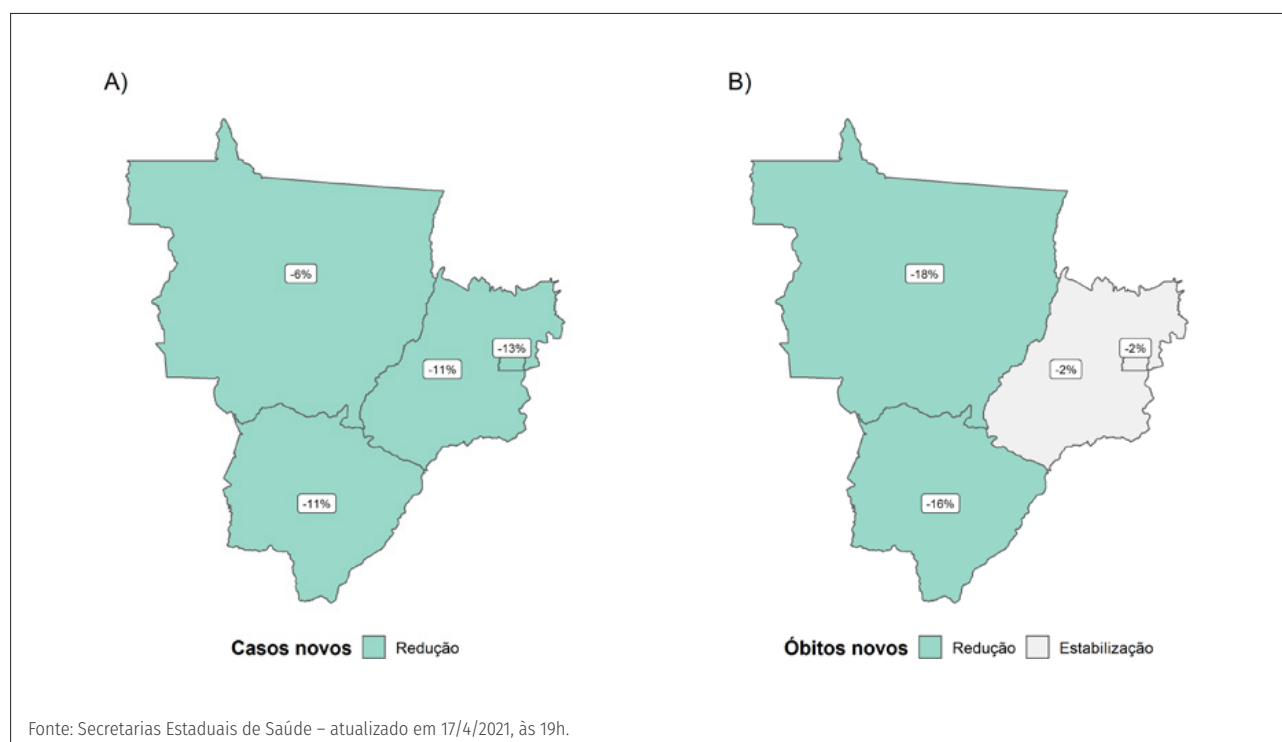 A)
B)
-6%
-18%
-13%
-2%
-11%
-2%
-11%
-16%
Casos novos Redução
Óbitos novos Redução Estabilização
Fonte: Secretarias Estaduais de Saúde – atualizado em 17/4/2021, às 19h.